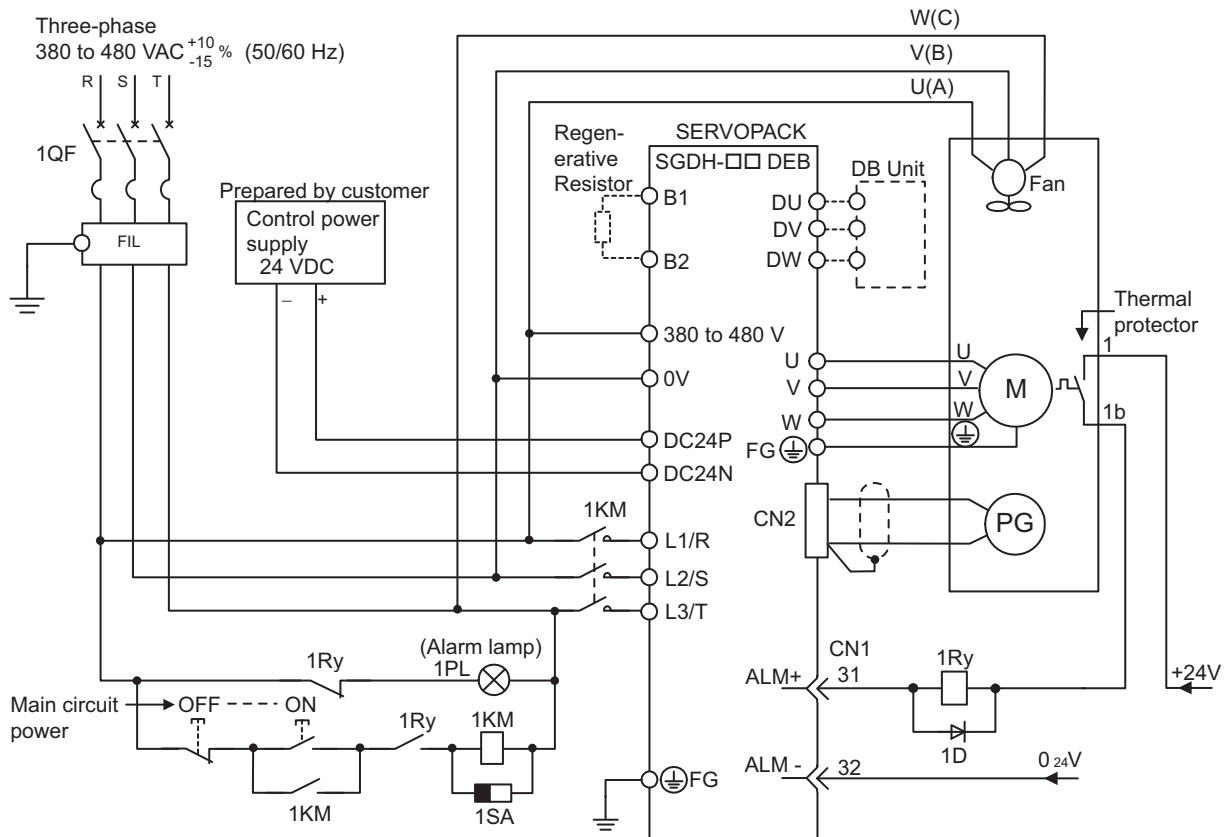 Three-phase
380 to 480 VAC +10 -15 % (50/60 Hz)
R S T
1QF
FIL
Prepared by customer
Control power
supply
24 VDC
– +
W(C)
V(B)
U(A)
Regen-
erative
Resistor
SERVOPACK
SGDH-□□ DEB
B1
B2
DU
DV
DW
DB Unit
Fan
Thermal
protector
1
1b
380 to 480 V
0V
DC24P
DC24N
U
V
W
FG
U
V
W
M
CN2
PG
1KM
L1/R
L2/S
L3/T
(Alarm lamp)
1Ry
1PL
Main circuit
power
OFF
ON
1Ry
1KM
1KM
1SA
FG
CN1
ALM+
31
1Ry
1D
+24V
ALM -
32
0 24V